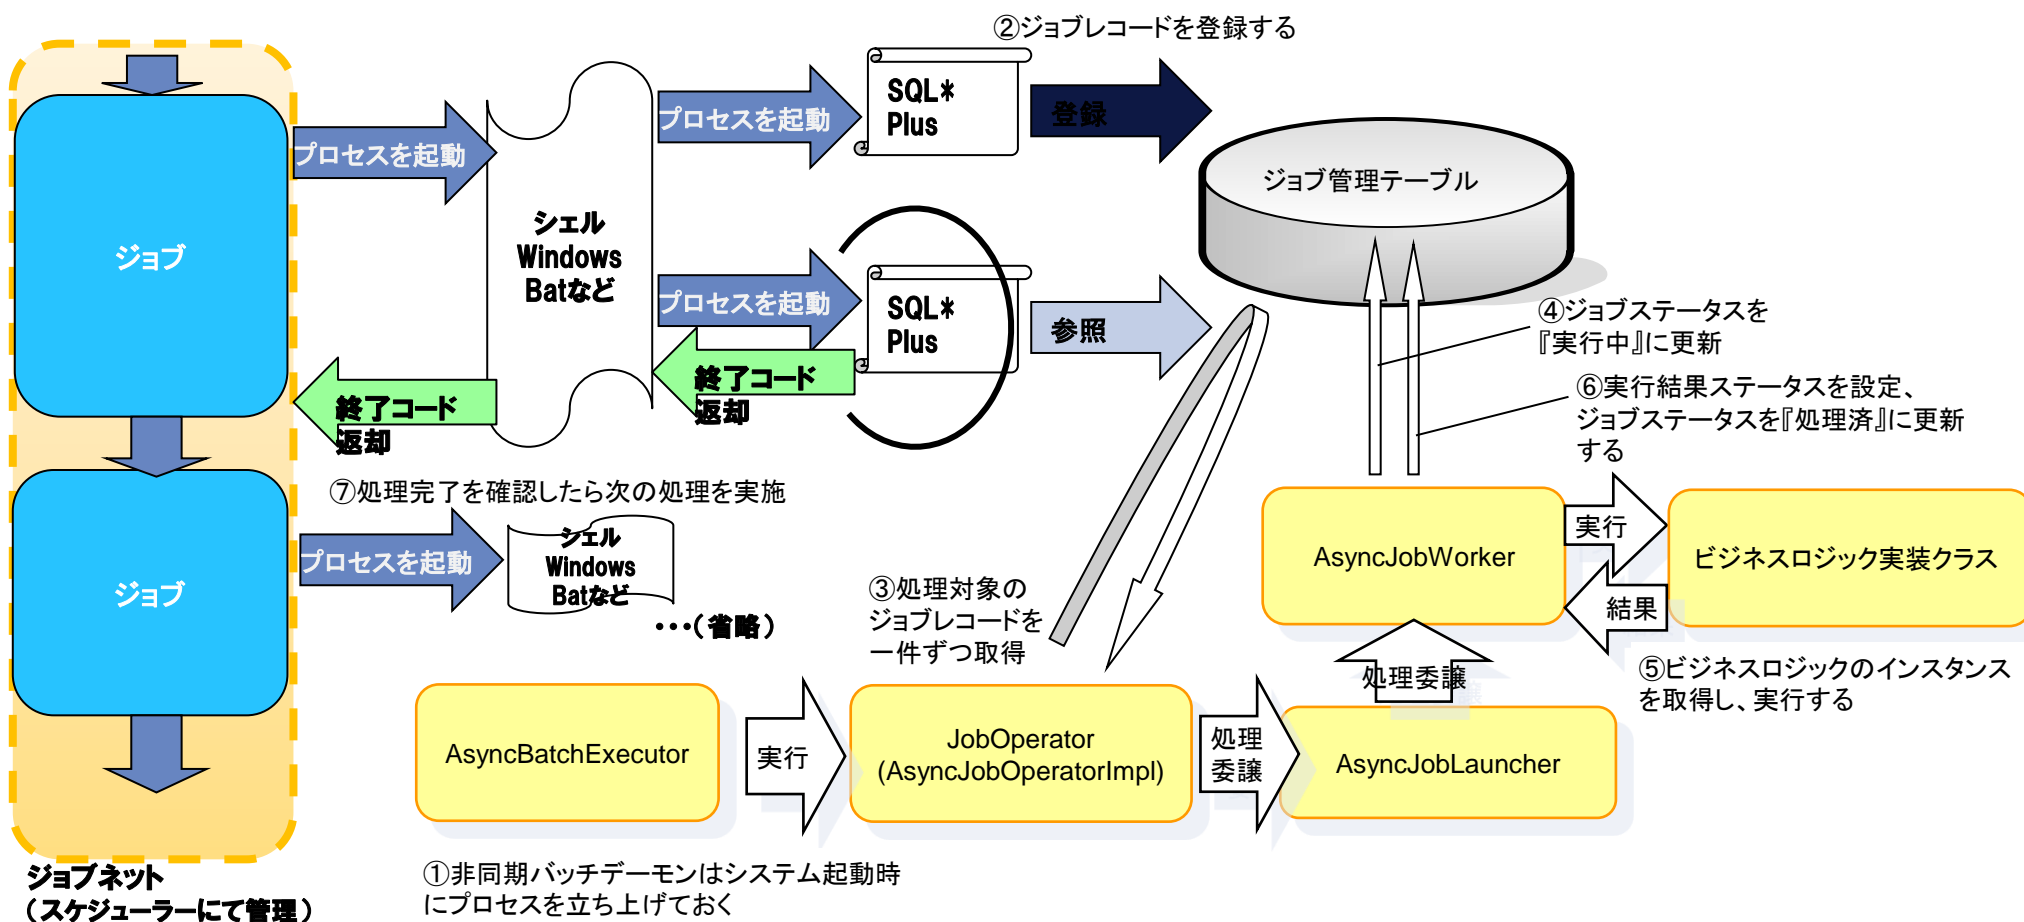 ②ジョブレコードを登録する
プロセスを起動
プロセスを起動
SQL*
Plus
登録
ジョブ管理テーブル
ジョブ
シェル
Windows
Batなど
プロセスを起動
SQL*
Plus
参照
終了コード
返却
終了コード
返却
④ジョブステータスを
『実行中』に更新
⑥実行結果ステータスを設定、
ジョブステータスを『処理済』に更新
する
⑦処理完了を確認したら次の処理を実施
ジョブ
プロセスを起動
シェル
Windows
Batなど
・・・(省略)
③処理対象の
ジョブレコードを
一件ずつ取得
AsyncJobWorker
実行
結果
ビジネスロジック実装クラス
⑤ビジネスロジックのインスタンス
を取得し、実行する
処理委譲
AsyncBatchExecutor
実行
JobOperator
(AsyncJobOperatorImpl)
処理
委譲
AsyncJobLauncher
ジョブネット
(スケジューラーにて管理)
①非同期バッチデーモンはシステム起動時
にプロセスを立ち上げておく